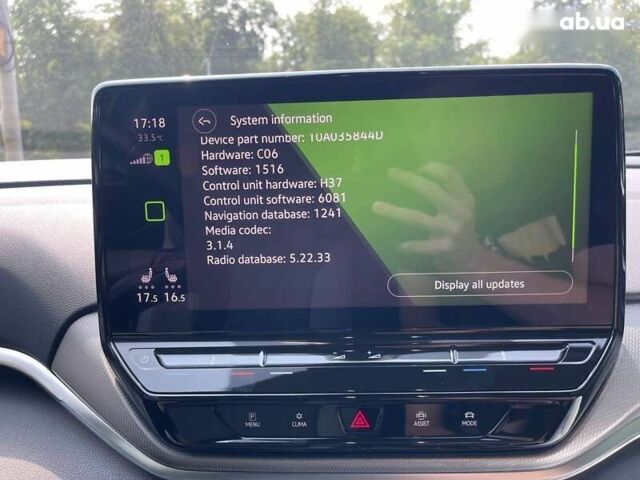 ab.ua
17:18
System information
33.5°C
1
Device part number: 10A035844D
Hardware: C06
Software: 1516
Control unit hardware: H37
Control unit software: 6081
Navigation database: 1241
Media codec:
3.1.4
Radio database: 5.22.33
Display all updates
17.5 16.5
MENU CLIMA ASSIST MODE